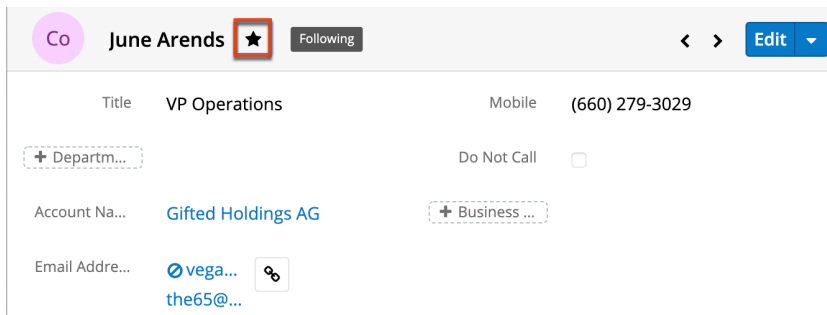 Co June Arends Following Edit
Title VP Operations Mobile (660) 279-3029
+ Departm... Do Not Call
Account Na... Gifted Holdings AG + Business ...
Email Addre... vega...
the65@...